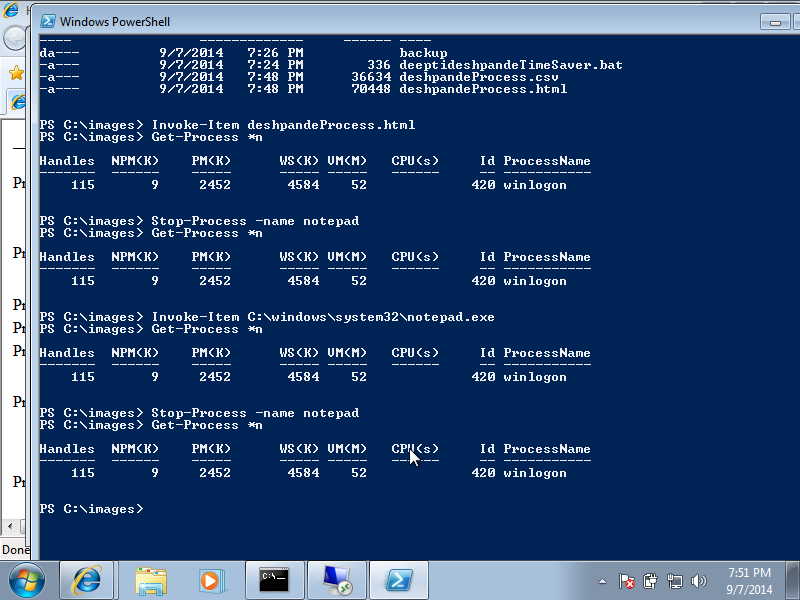 Windows PowerShell
---- ------------- ------ ----
da--- 9/7/2014 7:26 PM backup
-a--- 9/7/2014 7:24 PM 336 deeptideshpandeTimeSaver.bat
-a--- 9/7/2014 7:48 PM 36634 deshpandeProcess.csv
-a--- 9/7/2014 7:48 PM 70448 deshpandeProcess.html
PS C:\images> Invoke-Item deshpandeProcess.html
PS C:\images> Get-Process *n
Handles NPM(K) PM(K) WS(K) VM(M) CPU(s) Id ProcessName
------- ------ ----- ----- ----- ------ -- -----------
115 9 2452 4584 52 420 winlogon
PS C:\images> Stop-Process -name notepad
PS C:\images> Get-Process *n
Handles NPM(K) PM(K) WS(K) VM(M) CPU(s) Id ProcessName
------- ------ ----- ----- ----- ------ -- -----------
115 9 2452 4584 52 420 winlogon
PS C:\images> Invoke-Item C:\windows\system32\notepad.exe
PS C:\images> Get-Process *n
Handles NPM(K) PM(K) WS(K) VM(M) CPU(s) Id ProcessName
------- ------ ----- ----- ----- ------ -- -----------
115 9 2452 4584 52 420 winlogon
PS C:\images> Stop-Process -name notepad
PS C:\images> Get-Process *n
Handles NPM(K) PM(K) WS(K) VM(M) CPU(s) Id ProcessName
------- ------ ----- ----- ----- ------ -- -----------
115 9 2452 4584 52 420 winlogon
PS C:\images>
Pr
Pr
Pr
Pr
Pr
Pr
Pr
Done
C:\_
7:51 PM
9/7/2014